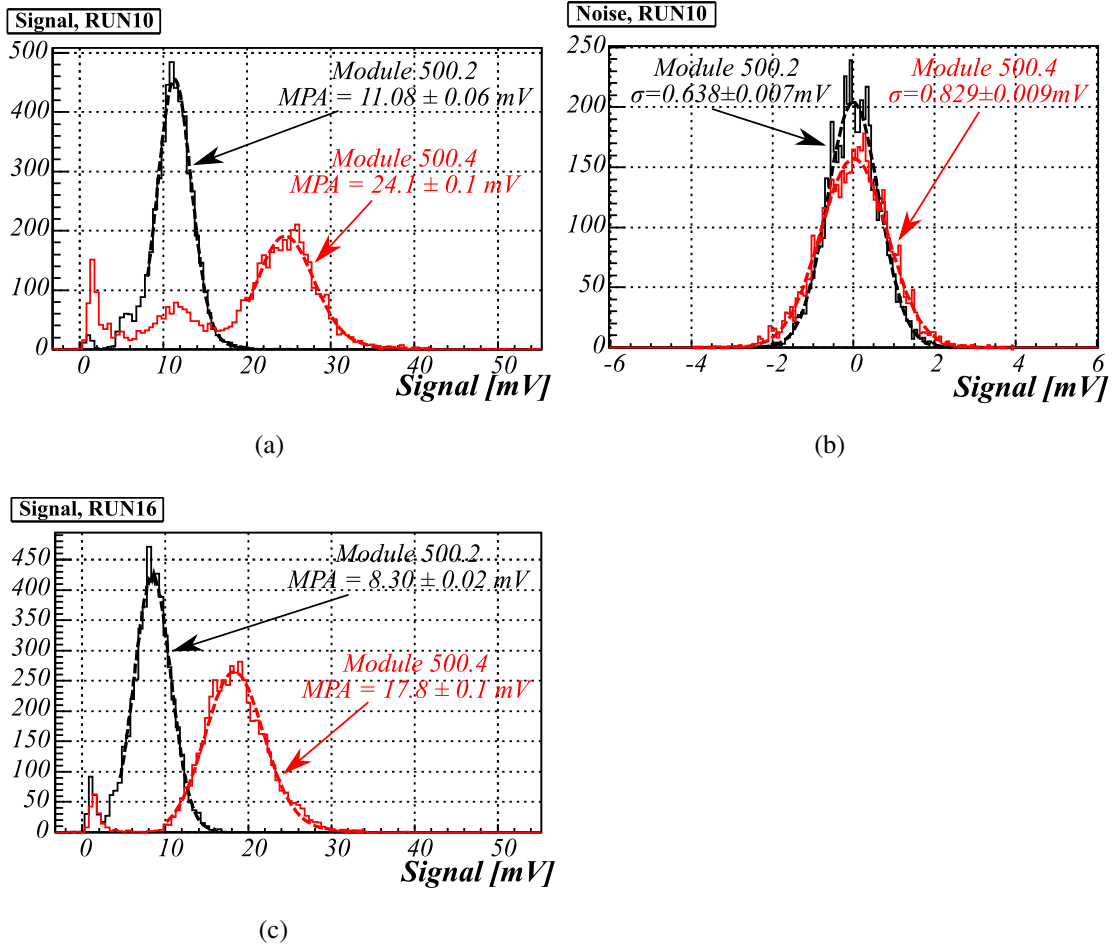 Signal, RUN10
500
400
300
200
100
0
0
10
20
30
40
50
Signal [mV]
Module 500.2
MPA = 11.08 ± 0.06 mV
Module 500.4
MPA = 24.1 ± 0.1 mV
(a)
Noise, RUN10
250
200
150
100
50
0
-6
-4
-2
0
2
4
6
Signal [mV]
Module 500.2
σ=0.638±0.007mV
Module 500.4
σ=0.829±0.009mV
(b)
Signal, RUN16
450
400
350
300
250
200
150
100
50
0
0
10
20
30
40
50
Signal [mV]
Module 500.2
MPA = 8.30 ± 0.02 mV
Module 500.4
MPA = 17.8 ± 0.1 mV
(c)